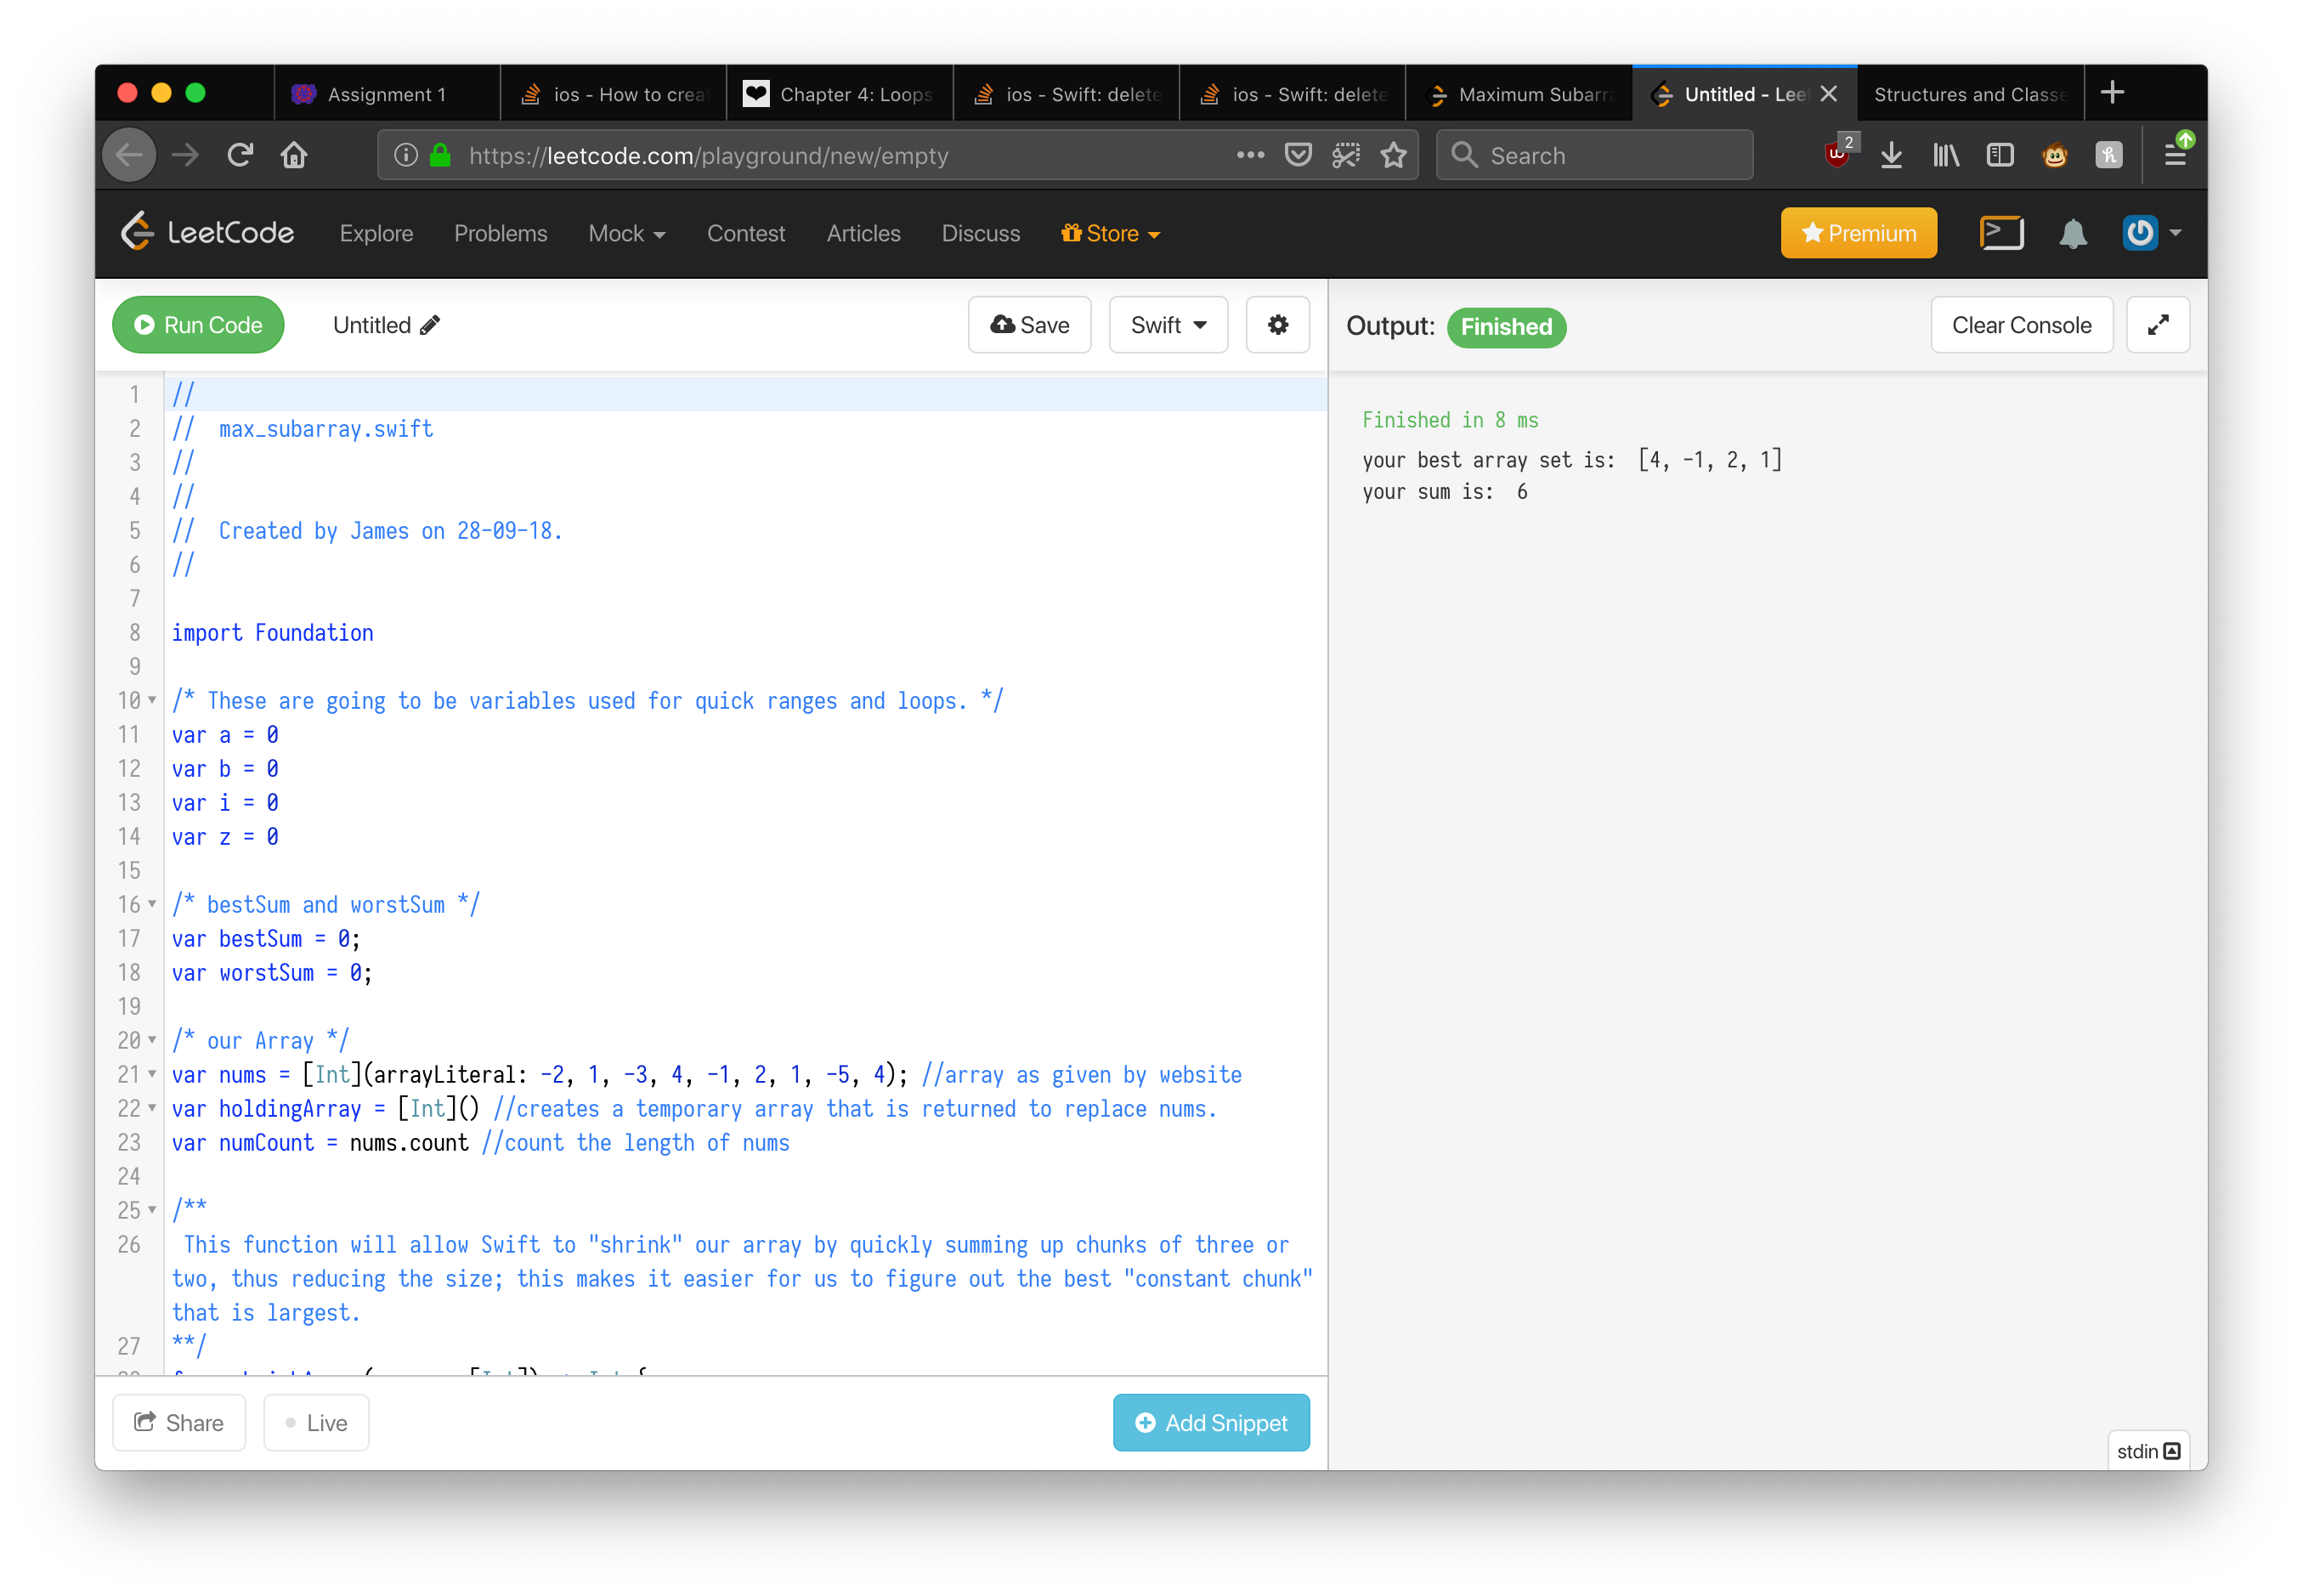 Assignment 1
ios - How to crea
Chapter 4: Loops
ios - Swift: delete
ios - Swift: delete
Maximum Subarra
Untitled - Leet
Structures and Classe
https://leetcode.com/playground/new/empty
Search
2
LeetCode
Explore
Problems
Mock
Contest
Articles
Discuss
Store
Premium
Run Code
Untitled
Save
Swift
Output:
Finished
Clear Console
1 //
2 //  max_subarray.swift
3 //
4 //
5 //  Created by James on 28-09-18.
6 //
7
8 import Foundation
9
10 /* These are going to be variables used for quick ranges and loops. */
11 var a = 0
12 var b = 0
13 var i = 0
14 var z = 0
15
16 /* bestSum and worstSum */
17 var bestSum = 0;
18 var worstSum = 0;
19
20 /* our Array */
21 var nums = [Int](arrayLiteral: -2, 1, -3, 4, -1, 2, 1, -5, 4); //array as given by website
22 var holdingArray = [Int]() //creates a temporary array that is returned to replace nums.
23 var numCount = nums.count //count the length of nums
24
25 /**
26  This function will allow Swift to "shrink" our array by quickly summing up chunks of three or
two, thus reducing the size; this makes it easier for us to figure out the best "constant chunk"
that is largest.
27 **/
Finished in 8 ms
your best array set is:  [4, -1, 2, 1]
your sum is:  6
Share
Live
Add Snippet
stdin